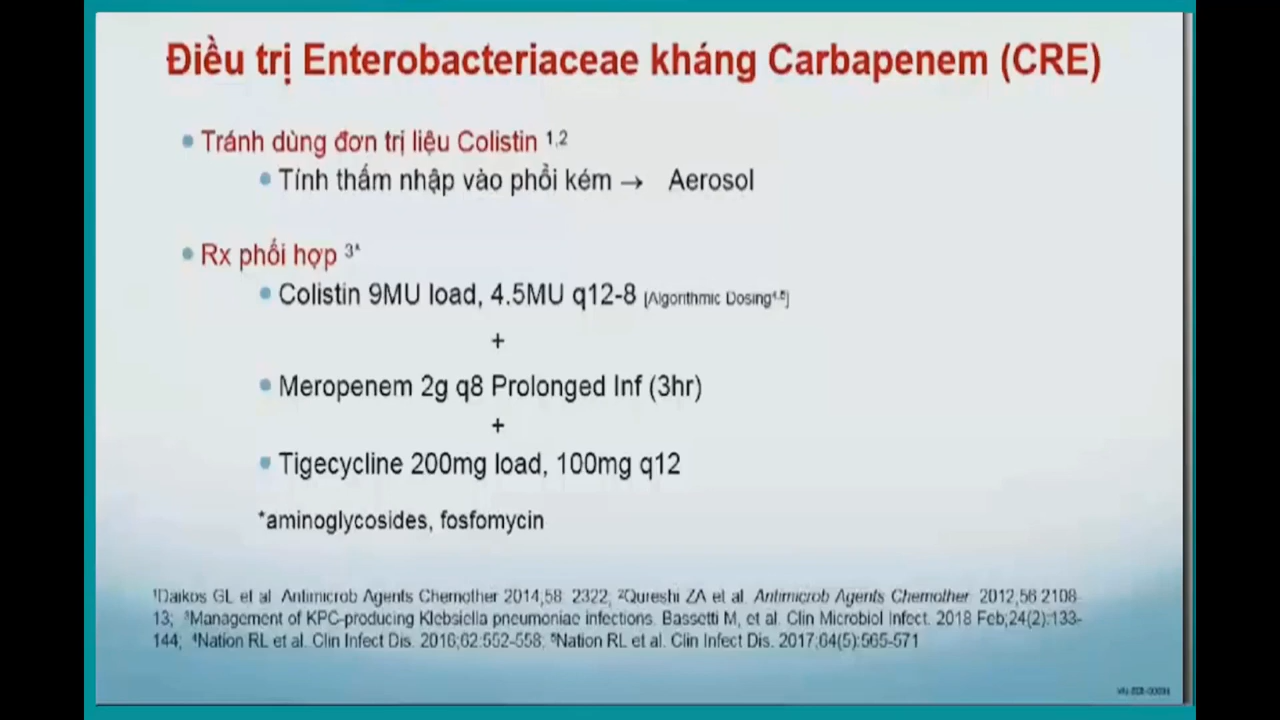 Điều trị Enterobacteriaceae kháng Carbapenem (CRE)
Tránh dùng đơn trị liệu Colistin 1,2
Tính thấm nhập vào phổi kém → Aerosol
Rx phối hợp 3*
Colistin 9MU load, 4.5MU q12-8 [Algorithmic Dosing4,5]
+
Meropenem 2g q8 Prolonged Inf (3hr)
+
Tigecycline 200mg load, 100mg q12
*aminoglycosides, fosfomycin
1Daikos GL et al Antimicrob Agents Chemother 2014;58: 2322; 2Qureshi ZA et al. Antimicrob Agents Chemother 2012;56:2108-
13; 3Management of KPC-producing Klebsiella pneumoniae infections. Bassetti M, et al. Clin Microbiol Infect. 2018 Feb;24(2):133-
144; 4Nation RL et al. Clin Infect Dis. 2016;62:552-558; 5Nation RL et al. Clin Infect Dis. 2017;64(5):565-571